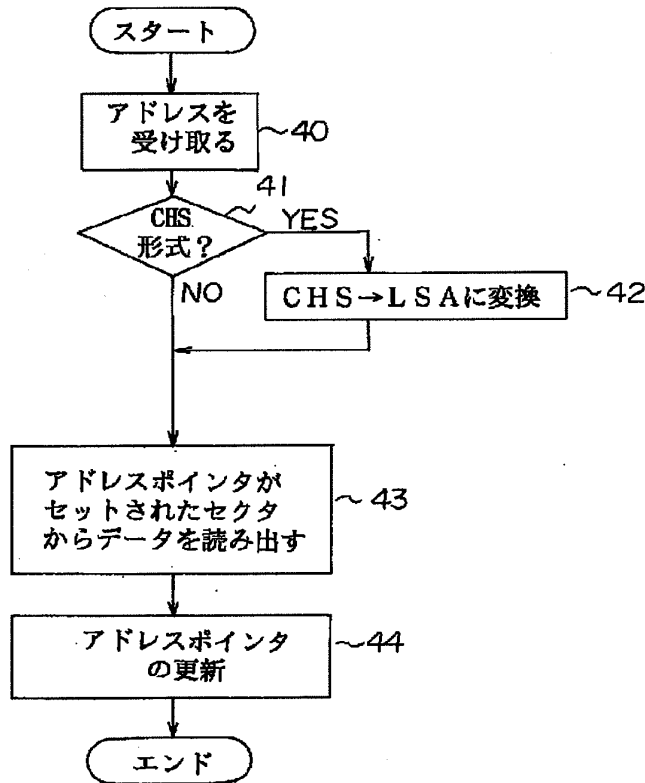 スタート
アドレスを
受け取る
~40
41
CHS
形式?
YES
NO
CHS→LSAに変換
~42
アドレスポインタが
セットされたセクタ
からデータを読み出す
~43
アドレスポインタ
の更新
~44
エンド